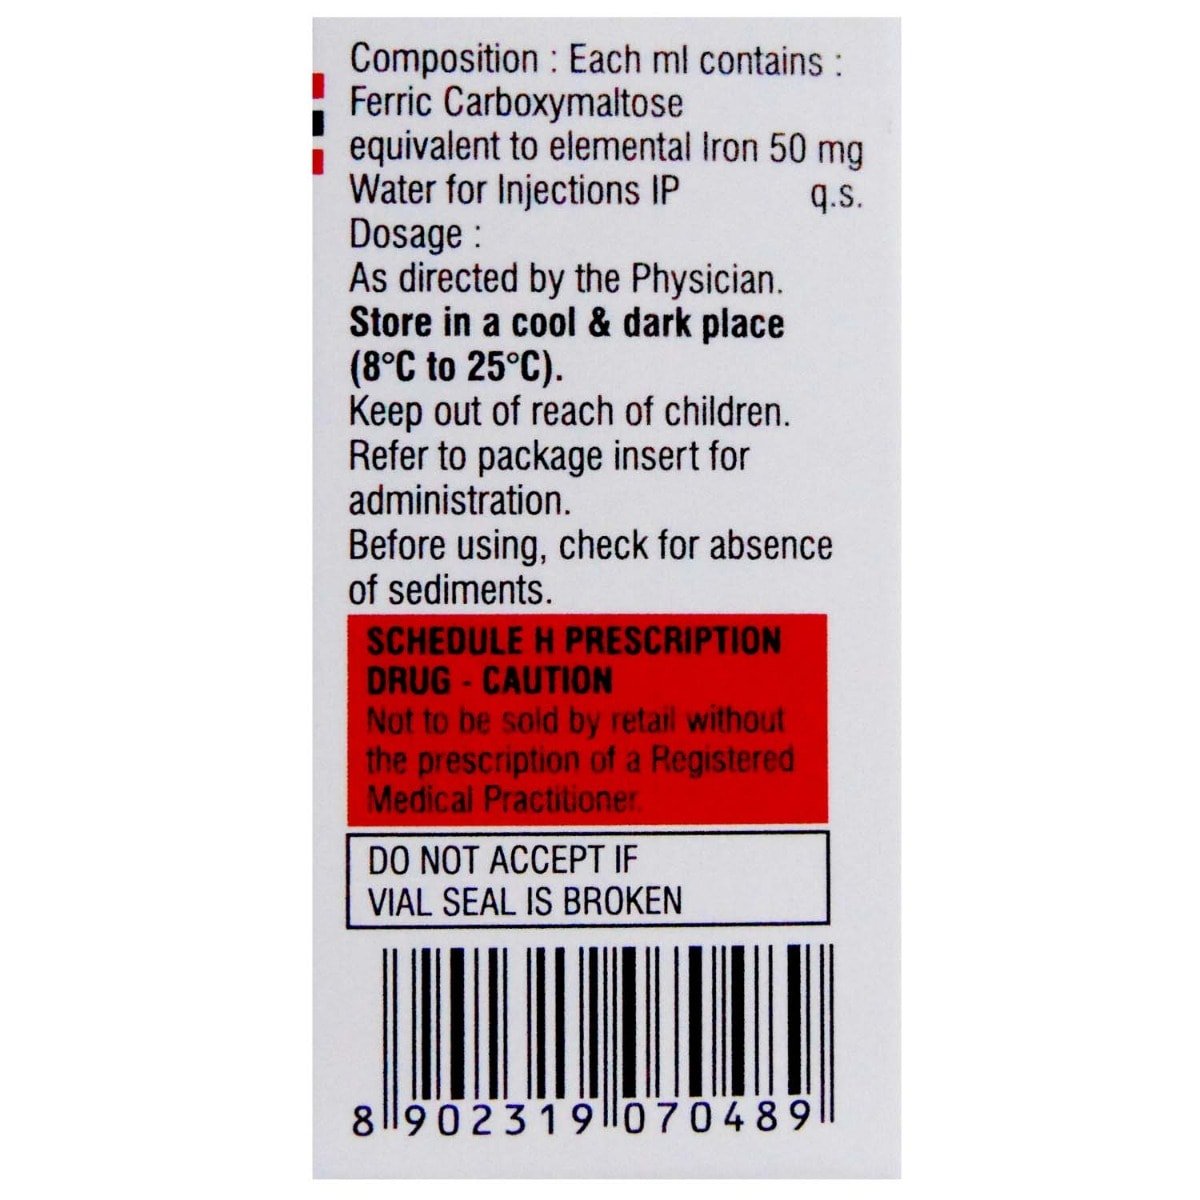 Composition : Each ml contains :
Ferric Carboxymaltose
equivalent to elemental Iron 50 mg
Water for Injections IP q.s.
Dosage :
As directed by the Physician.
Store in a cool & dark place
(8°C to 25°C).
Keep out of reach of children.
Refer to package insert for
administration.
Before using, check for absence
of sediments.
SCHEDULE H PRESCRIPTION
DRUG - CAUTION
Not to be sold by retail without
the prescription of a Registered
Medical Practitioner.
DO NOT ACCEPT IF
VIAL SEAL IS BROKEN
8 902319 070489